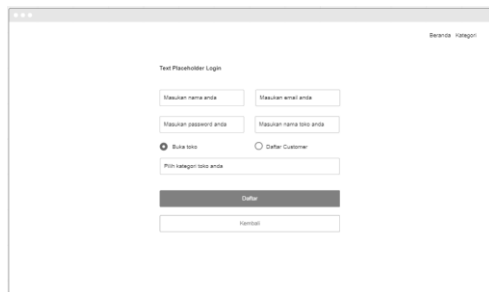 Beranda Kategori
Text Placeholder Login
Masukan nama anda Masukan email anda
Masukan password anda Masukan nama toko anda
Buka toko Daftar Customer
Pilih kategori toko anda
Daftar
Kembali